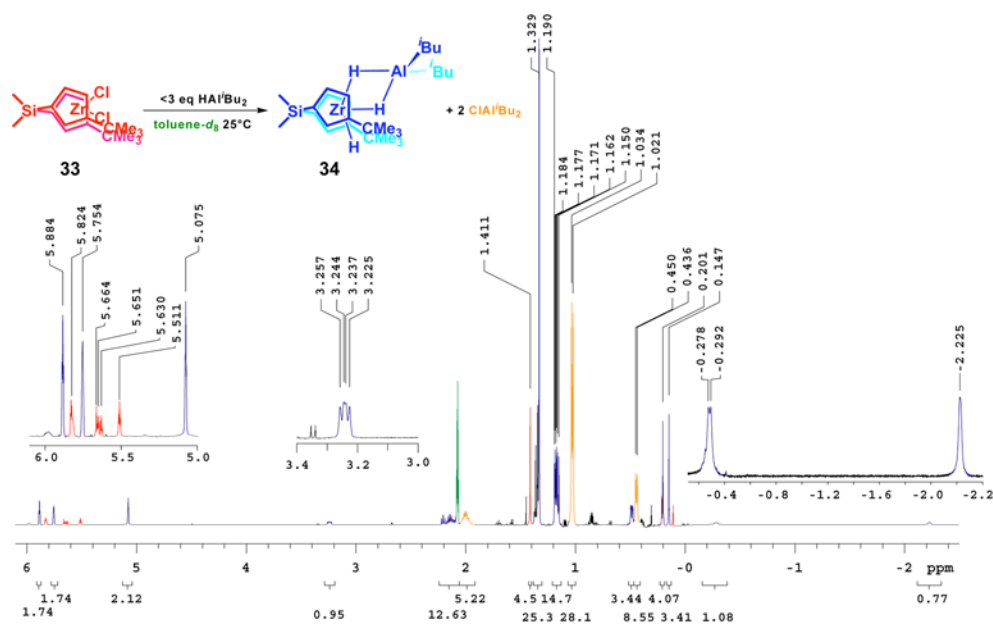 Si
Zr
Cl
Cl
CMe3
CMe3
33
<3 eq HAliBu2
toluene-d8 25°C
Si
Zr
H
H
Al
iBu
iBu
CMe3
CMe3
H
34
+ 2 ClAliBu2
5.884
5.824
5.754
5.664
5.651
5.630
5.511
5.075
6.0 5.5 5.0
3.257
3.244
3.237
3.225
3.4 3.2 3.0
1.411
1.329
1.190
1.184
1.177
1.171
1.162
1.150
1.034
1.021
0.450
0.436
0.201
0.147
-0.278
-0.292
-2.225
-0.4 -0.8 -1.2 -1.6 -2.0 2.2
6 5 4 3 2 1 -0 -1 -2 ppm
1.74 2.12 5.22 4.5 14.7 3.44 4.07 0.77
1.74 0.95 12.63 25.3 28.1 8.55 3.41 1.08